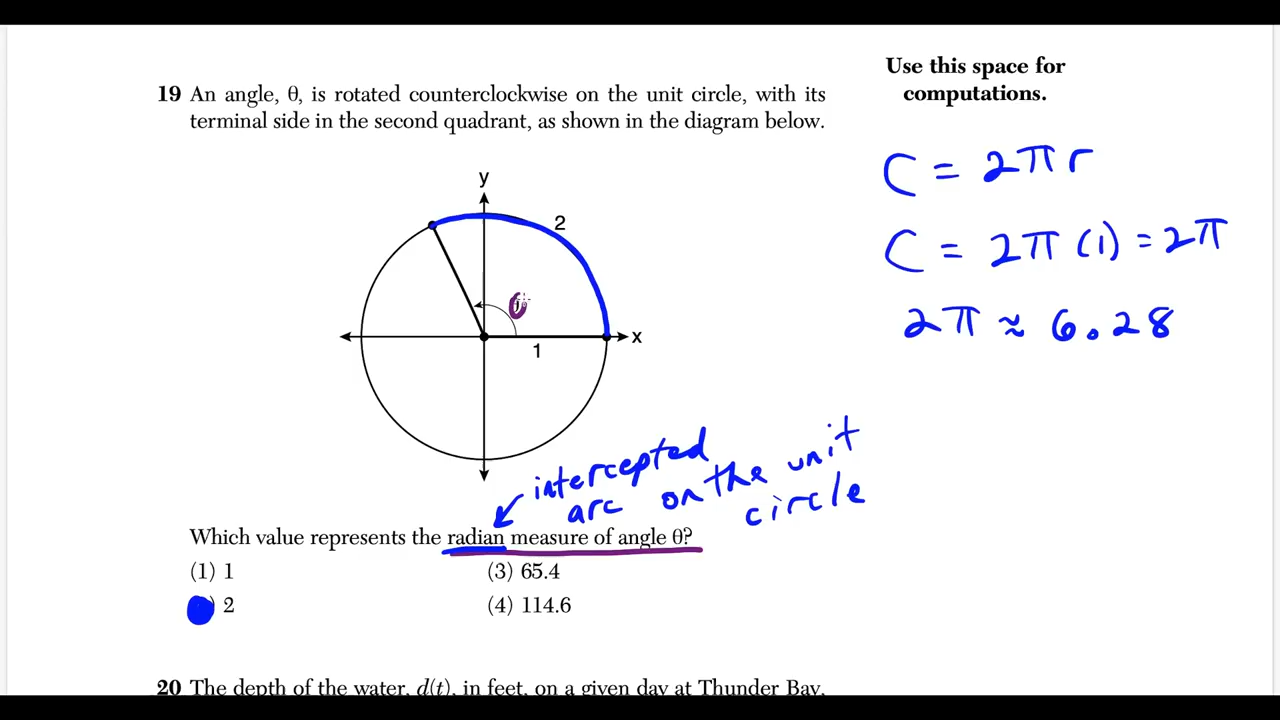 Use this space for
computations.
19 An angle, θ, is rotated counterclockwise on the unit circle, with its
terminal side in the second quadrant, as shown in the diagram below.
C = 2πr
C = 2π(1) = 2π
2π ≈ 6.28
y
2
θ
x
1
intercepted
arc on the unit
circle
Which value represents the radian measure of angle θ?
(1) 1
(3) 65.4
) 2
(4) 114.6
20 The depth of the water, d(t), in feet, on a given day at Thunder Bay,